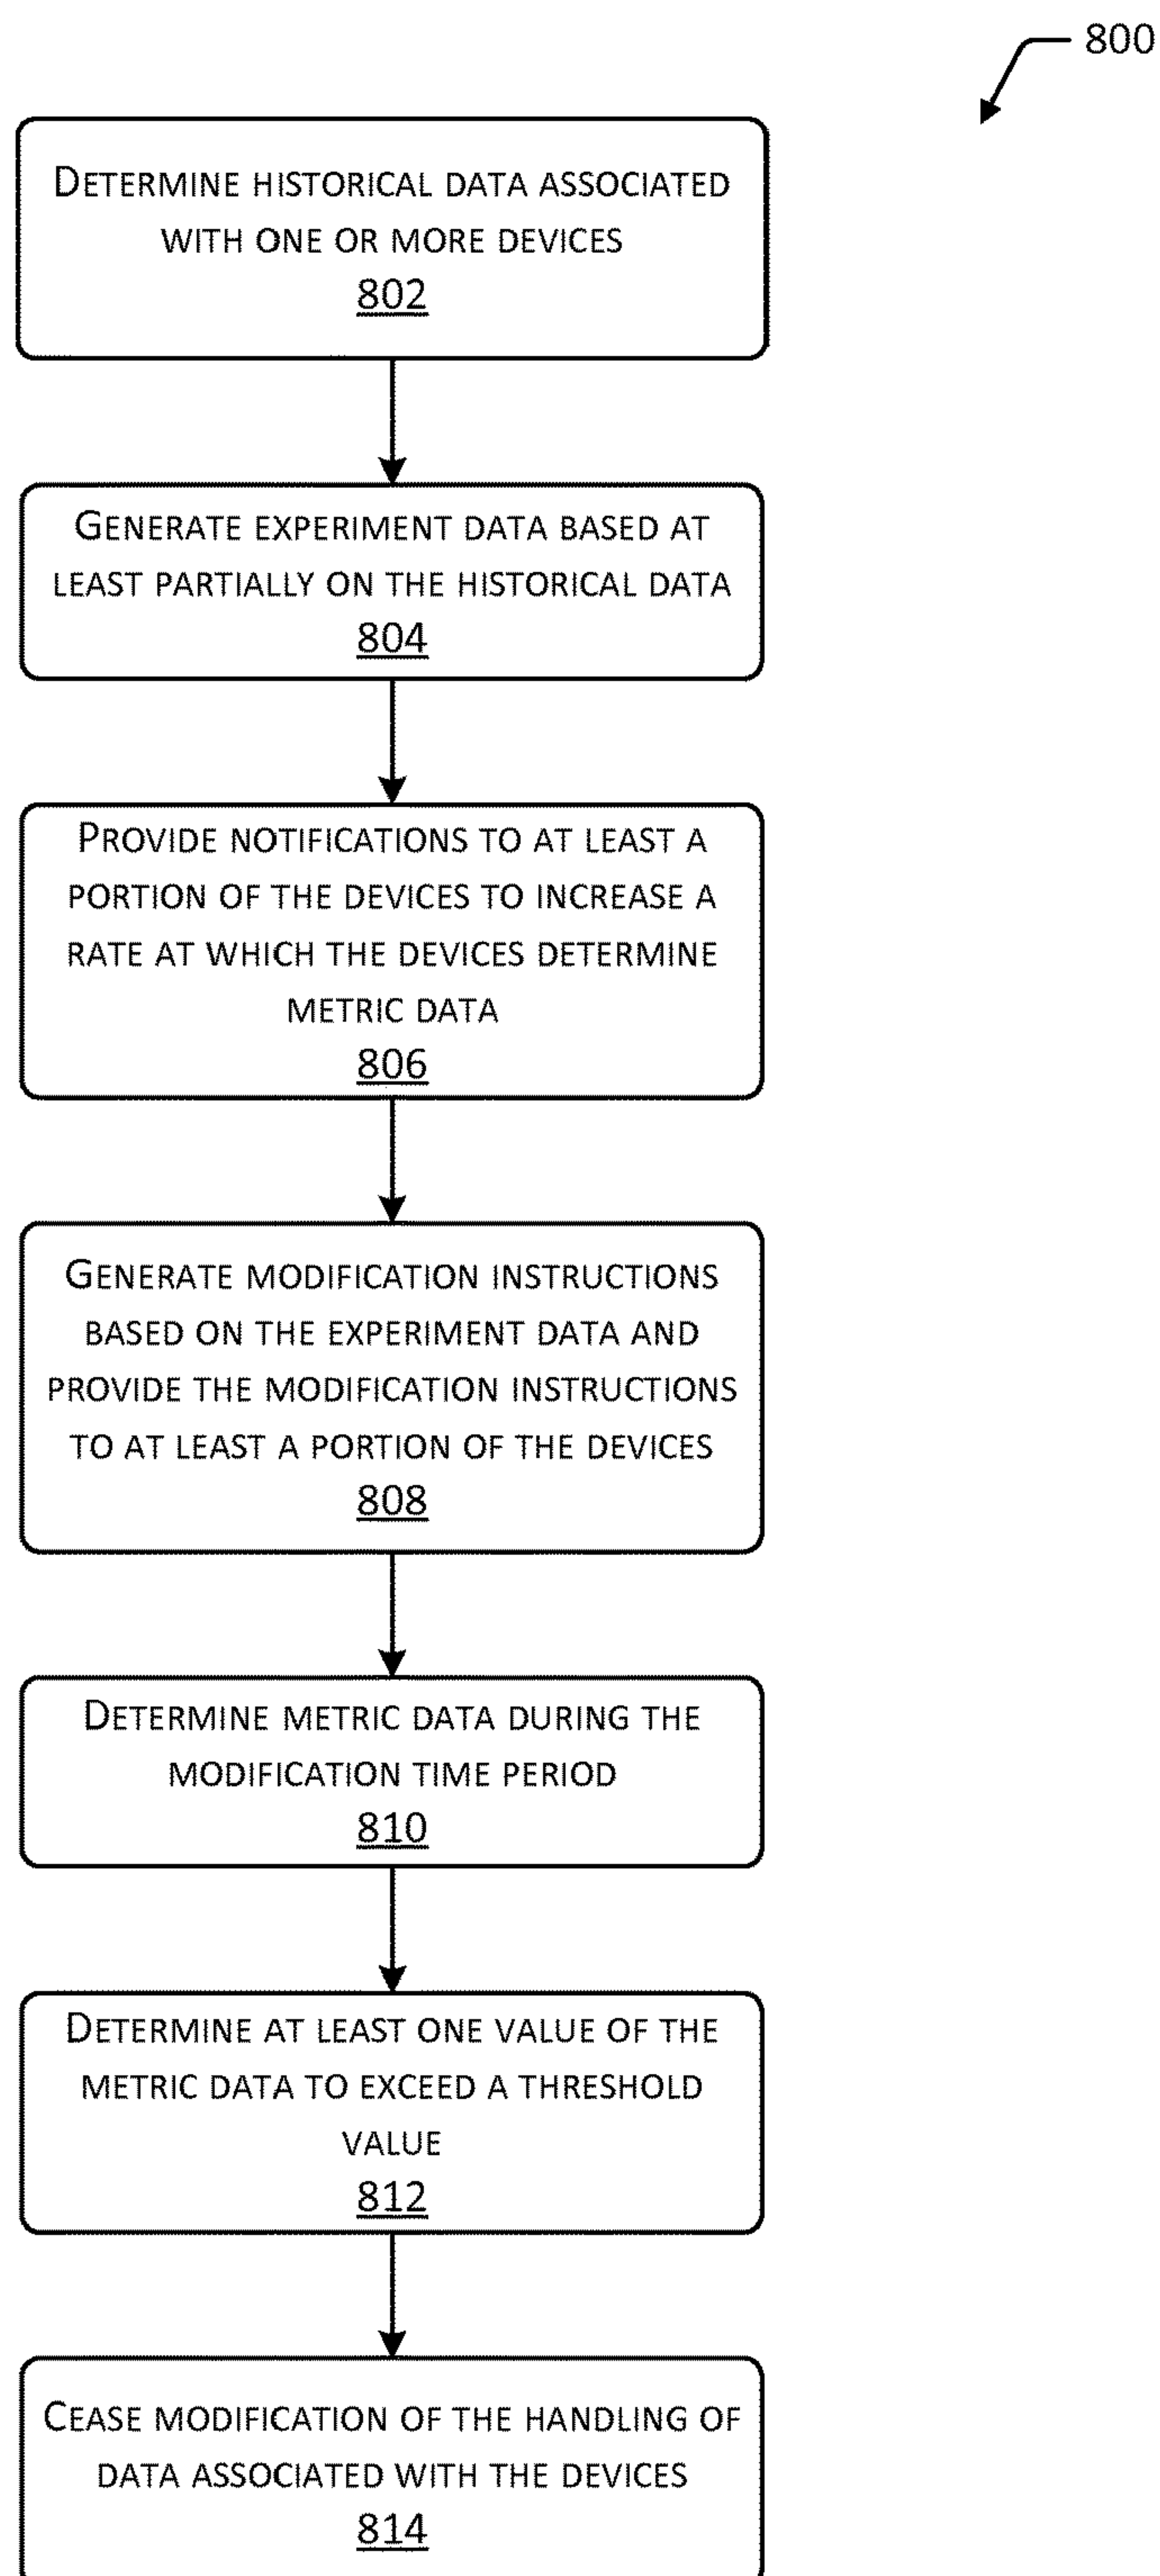 800
DETERMINE HISTORICAL DATA ASSOCIATED
WITH ONE OR MORE DEVICES
802
GENERATE EXPERIMENT DATA BASED AT
LEAST PARTIALLY ON THE HISTORICAL DATA
804
PROVIDE NOTIFICATIONS TO AT LEAST A
PORTION OF THE DEVICES TO INCREASE A
RATE AT WHICH THE DEVICES DETERMINE
METRIC DATA
806
GENERATE MODIFICATION INSTRUCTIONS
BASED ON THE EXPERIMENT DATA AND
PROVIDE THE MODIFICATION INSTRUCTIONS
TO AT LEAST A PORTION OF THE DEVICES
808
DETERMINE METRIC DATA DURING THE
MODIFICATION TIME PERIOD
810
DETERMINE AT LEAST ONE VALUE OF THE
METRIC DATA TO EXCEED A THRESHOLD
VALUE
812
CEASE MODIFICATION OF THE HANDLING OF
DATA ASSOCIATED WITH THE DEVICES
814